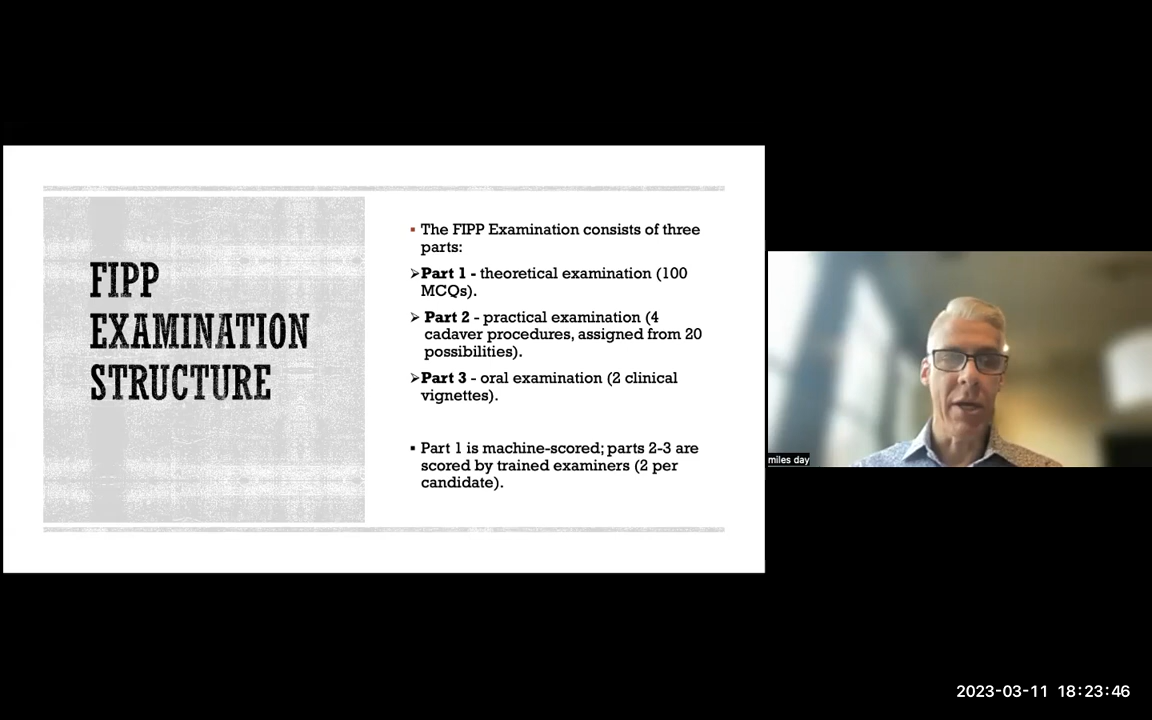 FIPP
EXAMINATION
STRUCTURE
▪ The FIPP Examination consists of three
parts:
➢Part 1 - theoretical examination (100
MCQs).
➢ Part 2 - practical examination (4
cadaver procedures, assigned from 20
possibilities).
➢Part 3 - oral examination (2 clinical
vignettes).
▪ Part 1 is machine-scored; parts 2-3 are
scored by trained examiners (2 per
candidate).
miles day
2023-03-11 18:23:46